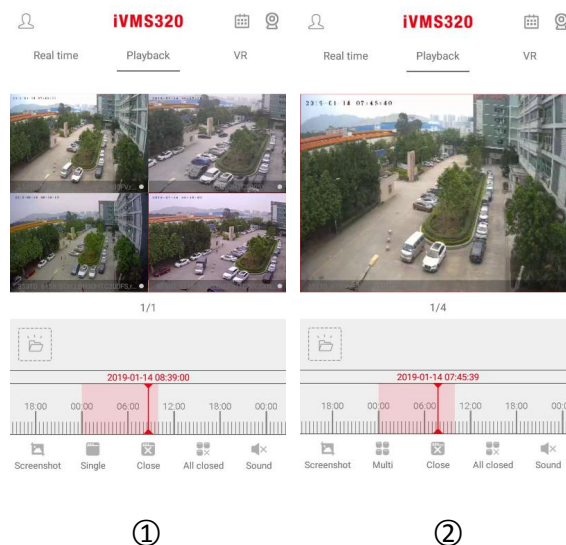 iVMS320
Real time Playback VR
1/1
2019-01-14 08:39:00
18:00 00:00 06:00 12:00 18:00 00:00
Screenshot Single Close All closed Sound
①
iVMS320
Real time Playback VR
07:45:40
1/4
2019-01-14 07:45:39
18:00 00:00 06:00 12:00 18:00 00:0
Screenshot Multi Close All closed Sound
②